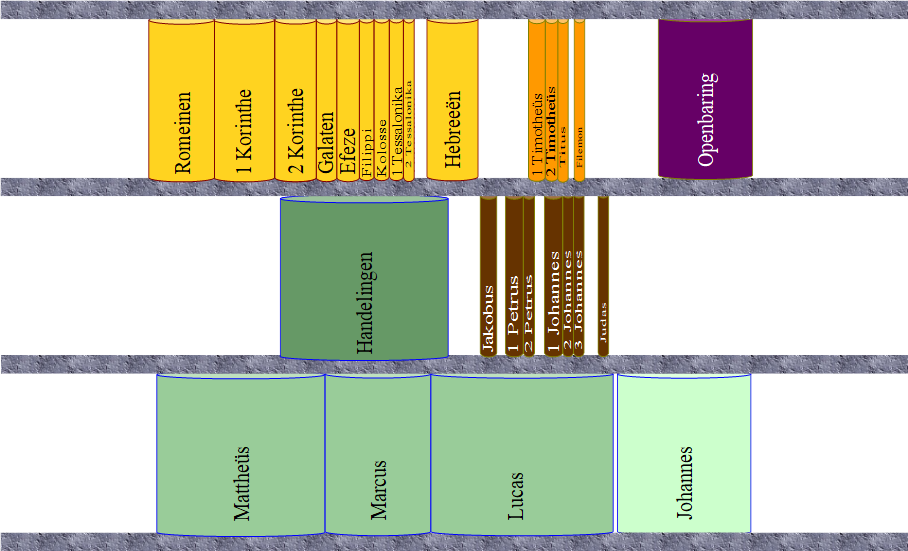 Romeinen
1 Korinthe
2 Korinthe
Galaten
Efeze
Filippi
Kolosse
1 Tessalonika
2 Tessalonika
Hebreeën
1 Timotheüs
2 Timotheüs
Titus
Filemon
Openbaring
Handelingen
Jakobus
1 Petrus
2 Petrus
1 Johannes
2 Johannes
3 Johannes
Judas
Mattheüs
Marcus
Lucas
Johannes